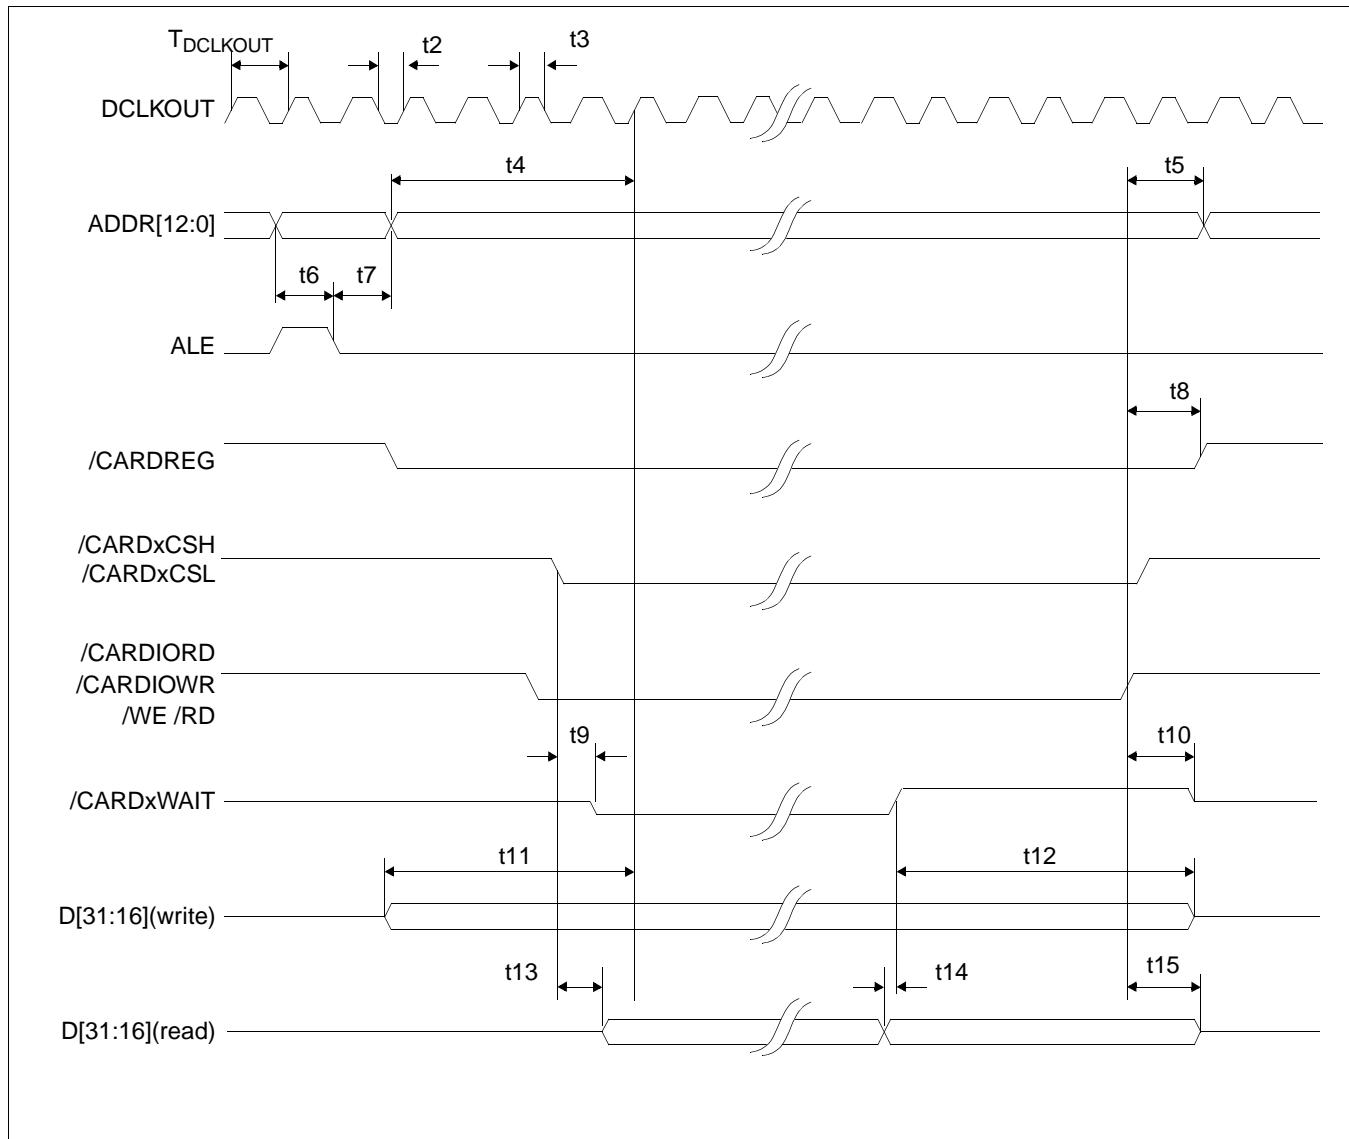 TDCLKOUT
t2
t3
DCLKOUT
t4
t5
ADDR[12:0]
t6
t7
ALE
t8
/CARDREG
/CARDxCSH
/CARDxCSL
/CARDIORD
/CARDIOWR
/WE /RD
t9
t10
/CARDxWAIT
t11
t12
D[31:16](write)
t13
t14
t15
D[31:16](read)